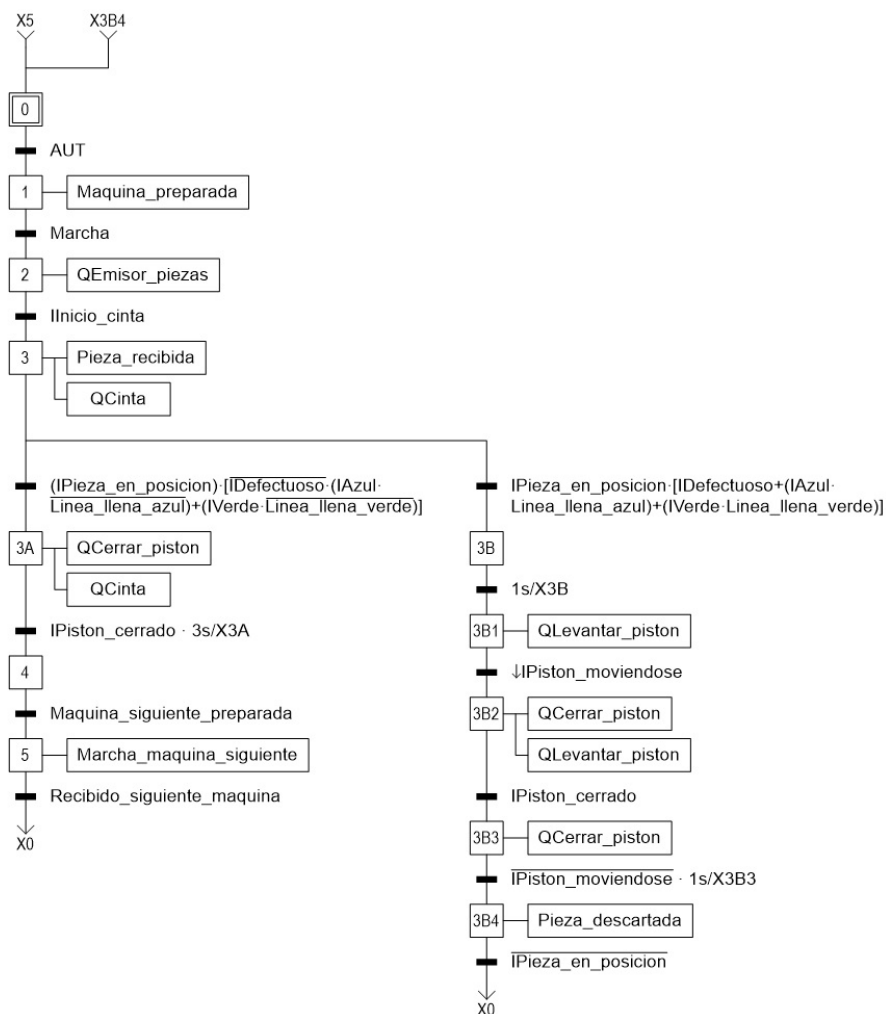 X5
X3B4
0
AUT
1
Maquina_preparada
Marcha
2
QEmisor_piezas
IInicio_cinta
3
Pieza_recibida
QCinta
(IPieza_en_posicion)·[IDefectuoso·(IAzul·
Linea_llena_azul)+(IVerde·Linea_llena_verde)]
IPieza_en_posicion·[IDefectuoso+(IAzul·
Linea_llena_azul)+(IVerde·Linea_llena_verde)]
3A
QCerrar_piston
QCinta
3B
1s/X3B
IPiston_cerrado · 3s/X3A
3B1
QLevantar_piston
4
↓IPiston_moviendose
Maquina_siguiente_preparada
3B2
QCerrar_piston
QLevantar_piston
5
Marcha_maquina_siguiente
Recibido_siguiente_maquina
IPiston_cerrado
X0
3B3
QCerrar_piston
IPiston_moviendose · 1s/X3B3
3B4
Pieza_descartada
IPieza_en_posicion
X0